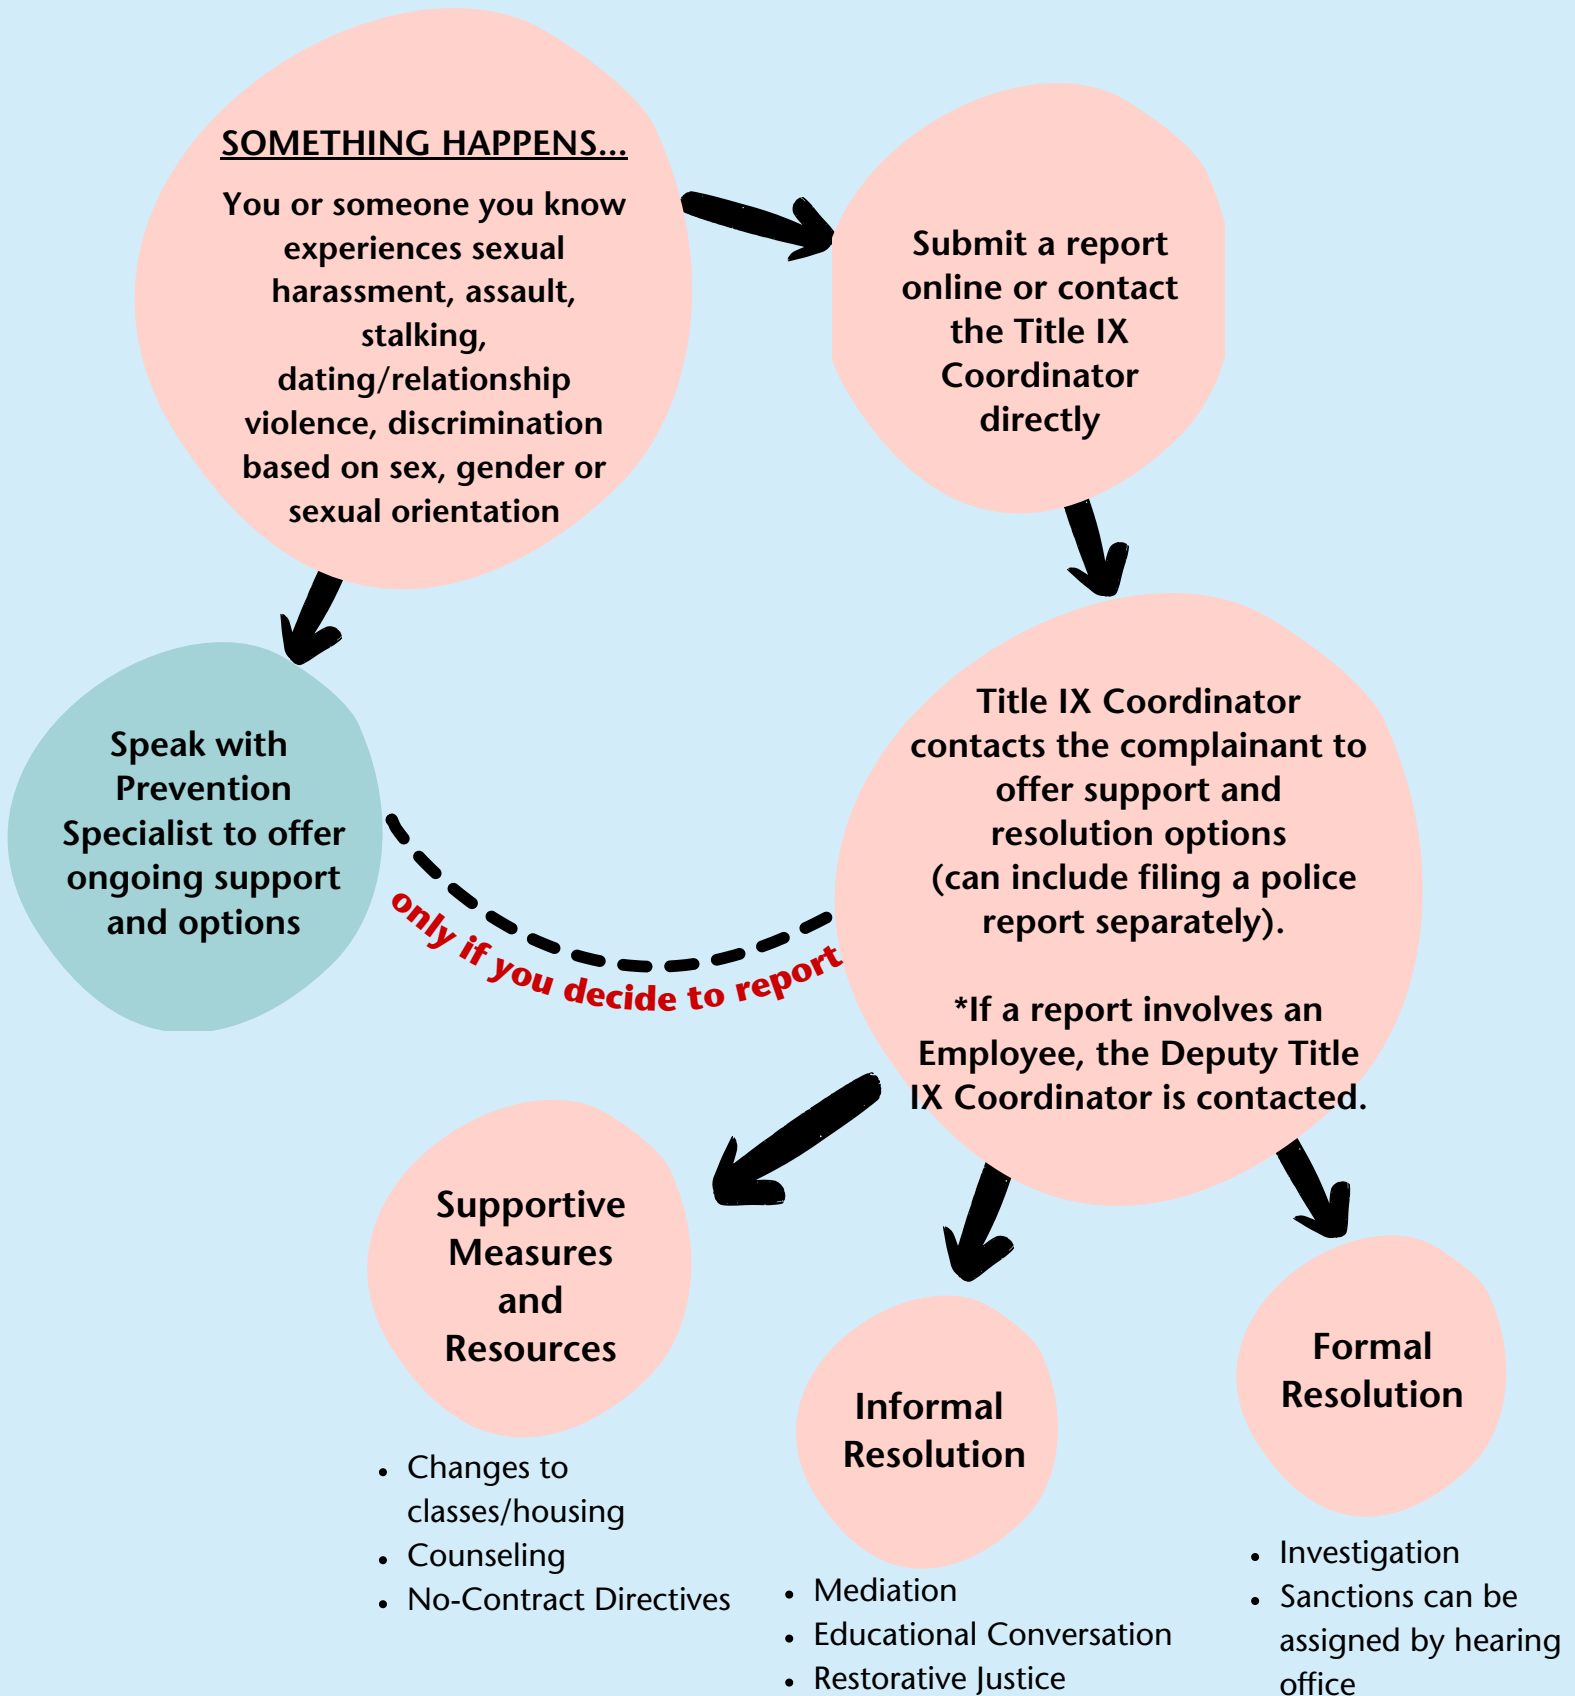 SOMETHING HAPPENS...
You or someone you know
experiences sexual
harassment, assault,
stalking,
dating/relationship
violence, discrimination
based on sex, gender or
sexual orientation
Submit a report
online or contact
the Title IX
Coordinator
directly
Speak with
Prevention
Specialist to offer
ongoing support
and options
only if you decide to report
Title IX Coordinator
contacts the complainant to
offer support and
resolution options
(can include filing a police
report separately).
*If a report involves an
Employee, the Deputy Title
IX Coordinator is contacted.
Supportive
Measures
and
Resources
• Changes to
classes/housing
• Counseling
• No-Contract Directives
Informal
Resolution
• Mediation
• Educational Conversation
• Restorative Justice
Formal
Resolution
• Investigation
• Sanctions can be
assigned by hearing
office